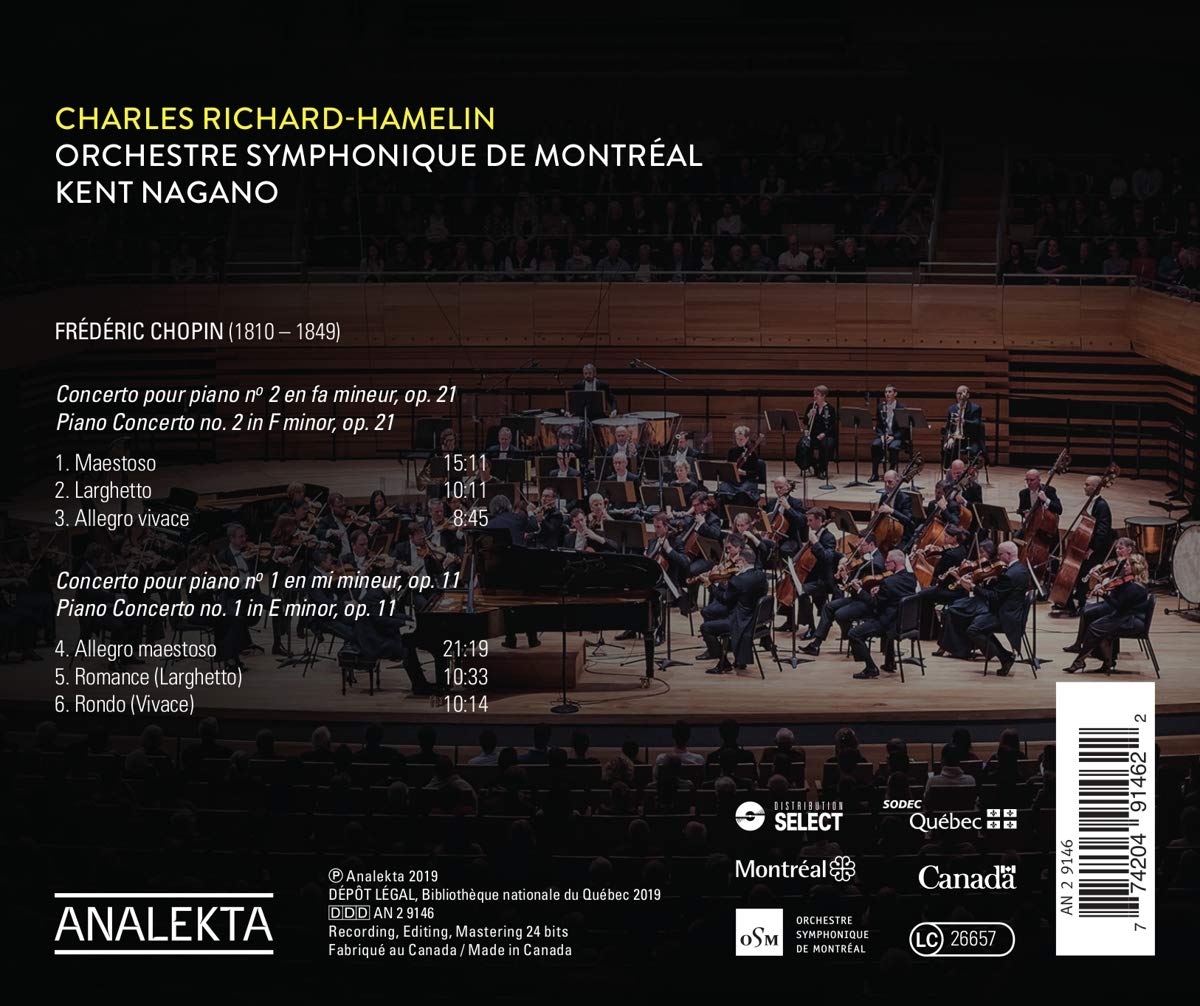 CHARLES RICHARD-HAMELIN
ORCHESTRE SYMPHONIQUE DE MONTRÉAL
KENT NAGANO
FRÉDÉRIC CHOPIN (1810 – 1849)
Concerto pour piano nº 2 en fa mineur, op. 21
Piano Concerto no. 2 in F minor, op. 21
1. Maestoso 15:11
2. Larghetto 10:11
3. Allegro vivace 8:45
Concerto pour piano nº 1 en mi mineur, op. 11
Piano Concerto no. 1 in E minor, op. 11
4. Allegro maestoso 21:19
5. Romance (Larghetto) 10:33
6. Rondo (Vivace) 10:14
ANALEKTA
Ⓟ Analekta 2019
DÉPÔT LÉGAL, Bibliothèque nationale du Québec 2019
DDD AN 2 9146
Recording, Editing, Mastering 24 bits
Fabriqué au Canada / Made in Canada
DISTRIBUTION
SELECT
SODEC
Québec
Montréal
Canada
OSM
ORCHESTRE
SYMPHONIQUE
DE MONTRÉAL
LC 26657
AN 2 9146
7 74204 91462 2